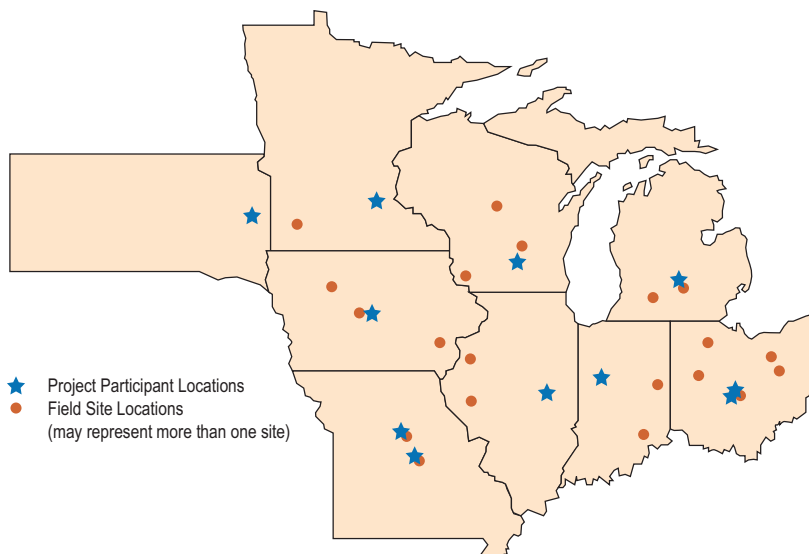 Project Participant Locations
Field Site Locations
(may represent more than one site)